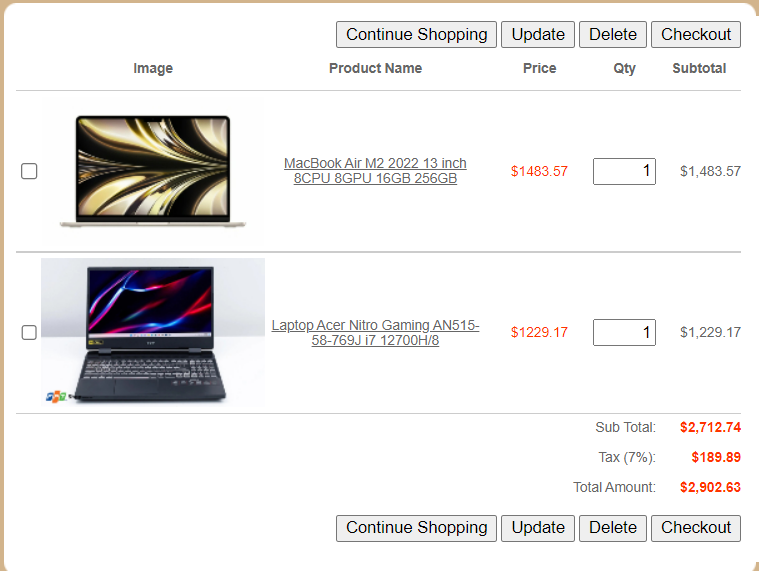 Continue Shopping Update Delete Checkout
Image Product Name Price Qty Subtotal
MacBook Air M2 2022 13 inch
8CPU 8GPU 16GB 256GB
$1483.57 1 $1,483.57
Laptop Acer Nitro Gaming AN515-
58-769J i7 12700H/8
$1229.17 1 $1,229.17
FPT
Sub Total: $2,712.74
Tax (7%): $189.89
Total Amount: $2,902.63
Continue Shopping Update Delete Checkout